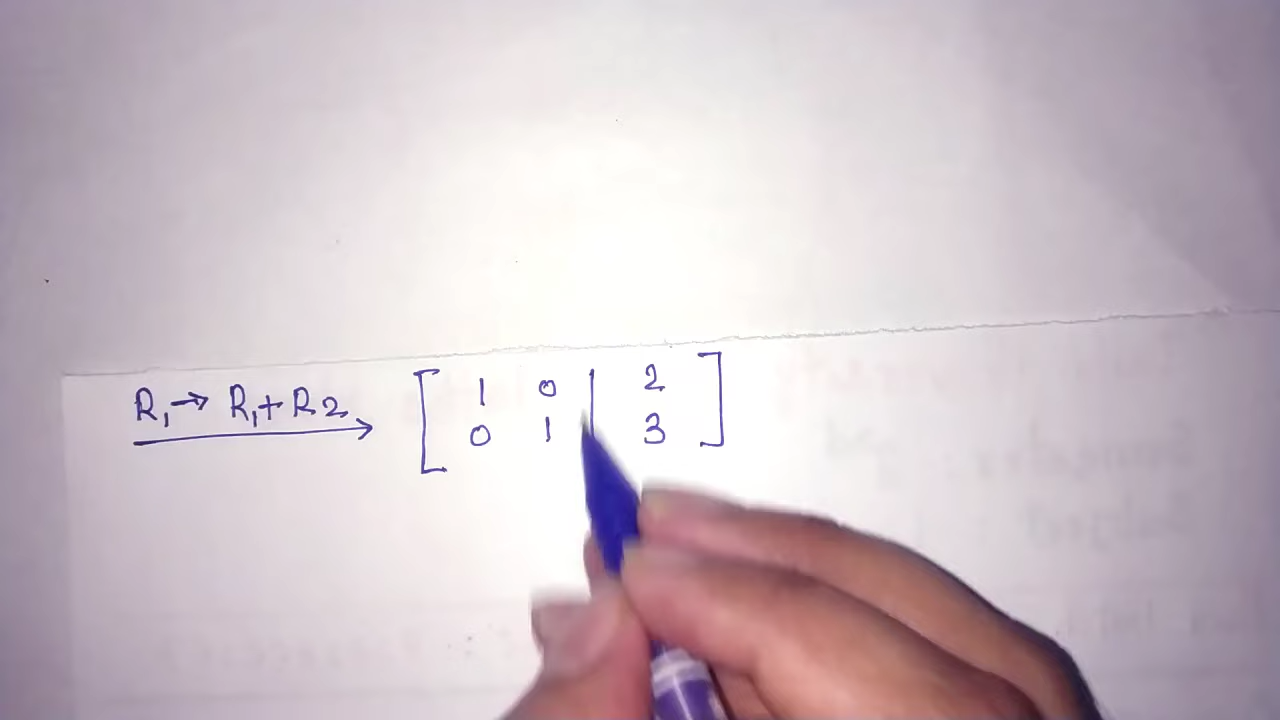 R₁ → R₁ + R2 [ 1 0 | 2 ]
[ 0 1 | 3 ]